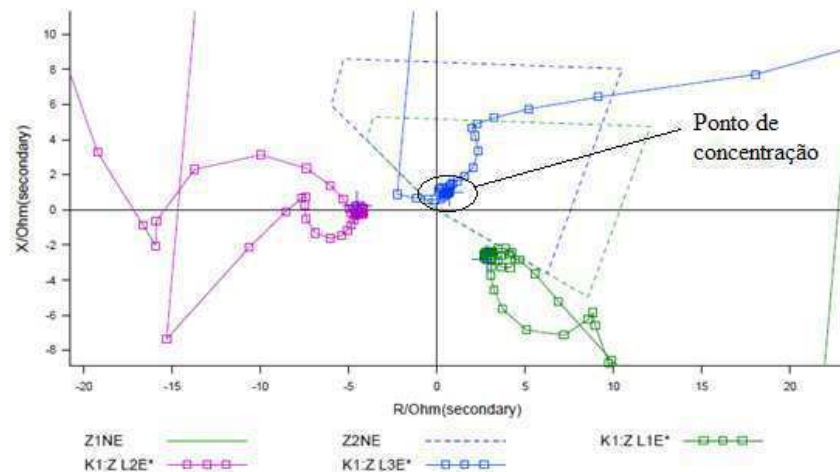 10
8
6
4
2
0
-2
-4
-6
-8
X/Ohm(secondary)
Ponto de
concentração
-20
-15
-10
-5
0
5
10
15
20
R/Ohm(secondary)
Z1NE
Z2NE
K1:Z L1E*
K1:Z L2E*
K1:Z L3E*